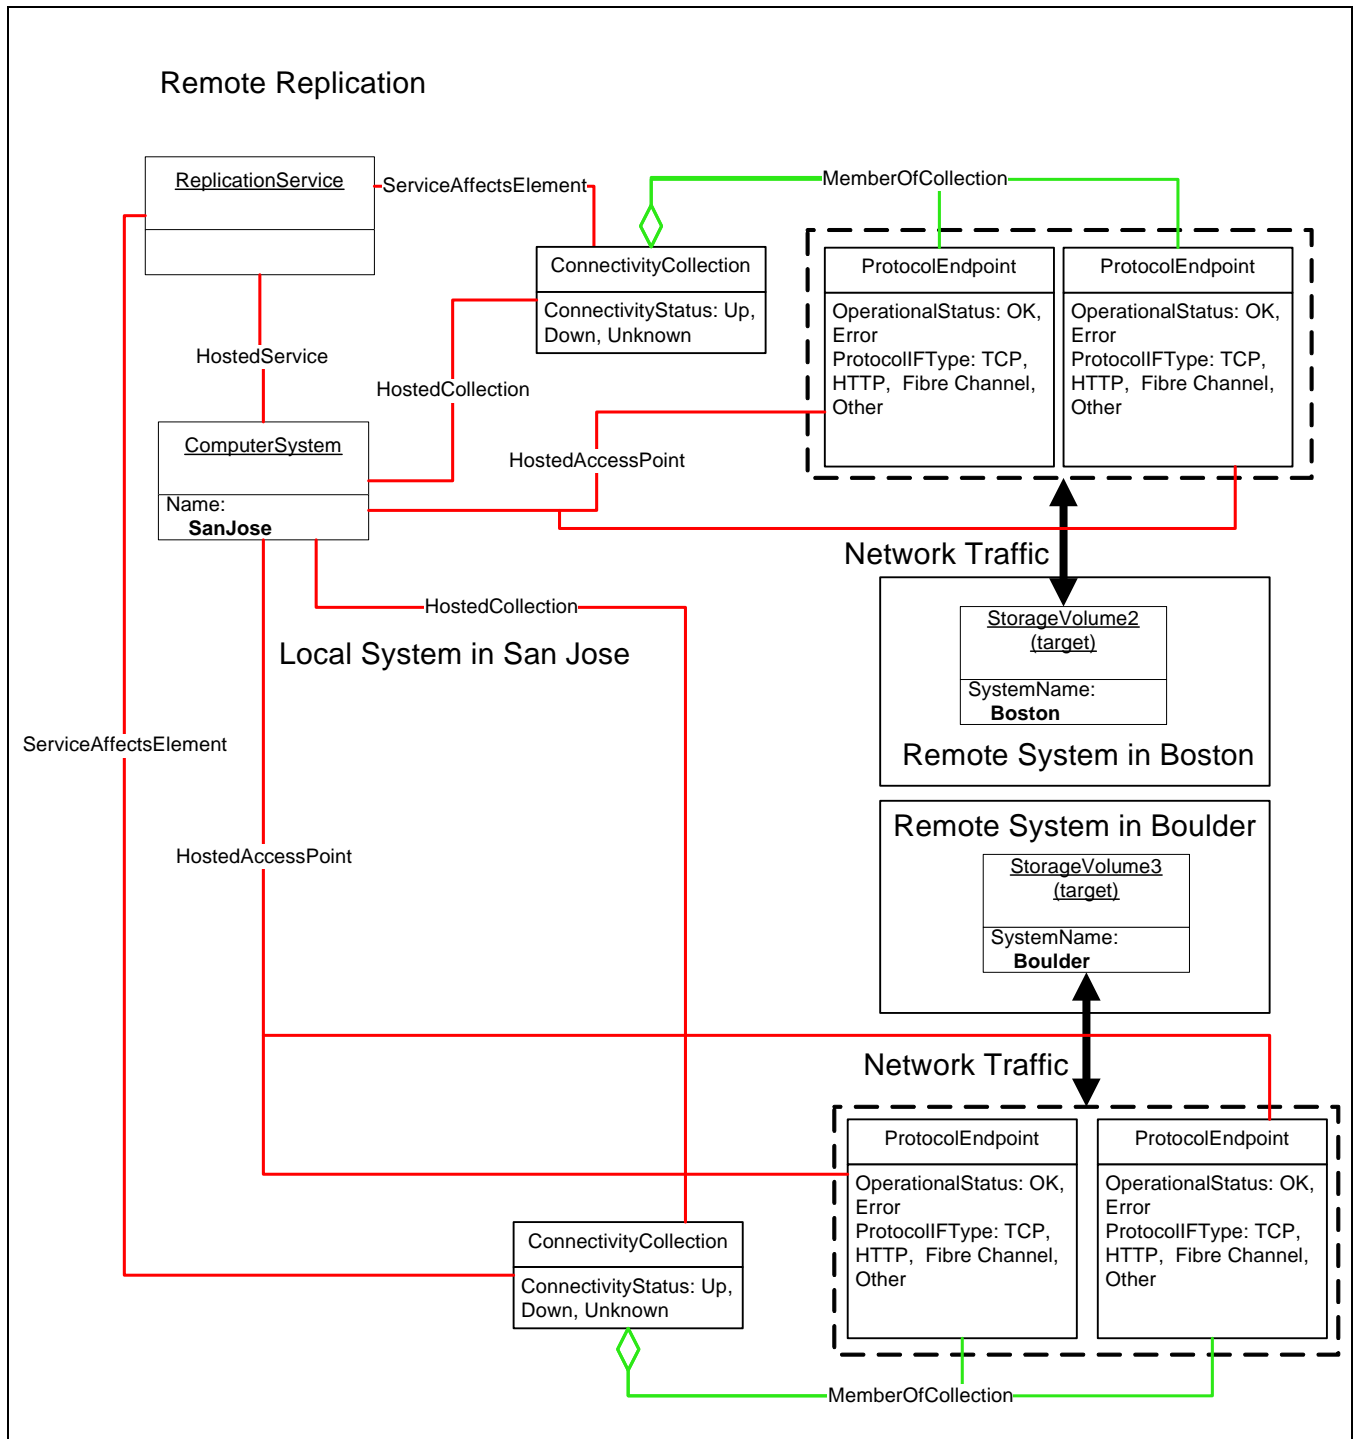 Remote Replication
ReplicationService
ServiceAffectsElement
MemberOfCollection
ConnectivityCollection
ConnectivityStatus: Up,
Down, Unknown
ProtocolEndpoint
OperationalStatus: OK,
Error
ProtocolIFType: TCP,
HTTP,  Fibre Channel,
Other
ProtocolEndpoint
OperationalStatus: OK,
Error
ProtocolIFType: TCP,
HTTP,  Fibre Channel,
Other
HostedService
HostedCollection
ComputerSystem
Name:
SanJose
HostedAccessPoint
Network Traffic
HostedCollection
Local System in San Jose
StorageVolume2
(target)
SystemName:
Boston
Remote System in Boston
ServiceAffectsElement
Remote System in Boulder
StorageVolume3
(target)
SystemName:
Boulder
HostedAccessPoint
Network Traffic
ProtocolEndpoint
OperationalStatus: OK,
Error
ProtocolIFType: TCP,
HTTP,  Fibre Channel,
Other
ProtocolEndpoint
OperationalStatus: OK,
Error
ProtocolIFType: TCP,
HTTP,  Fibre Channel,
Other
ConnectivityCollection
ConnectivityStatus: Up,
Down, Unknown
MemberOfCollection